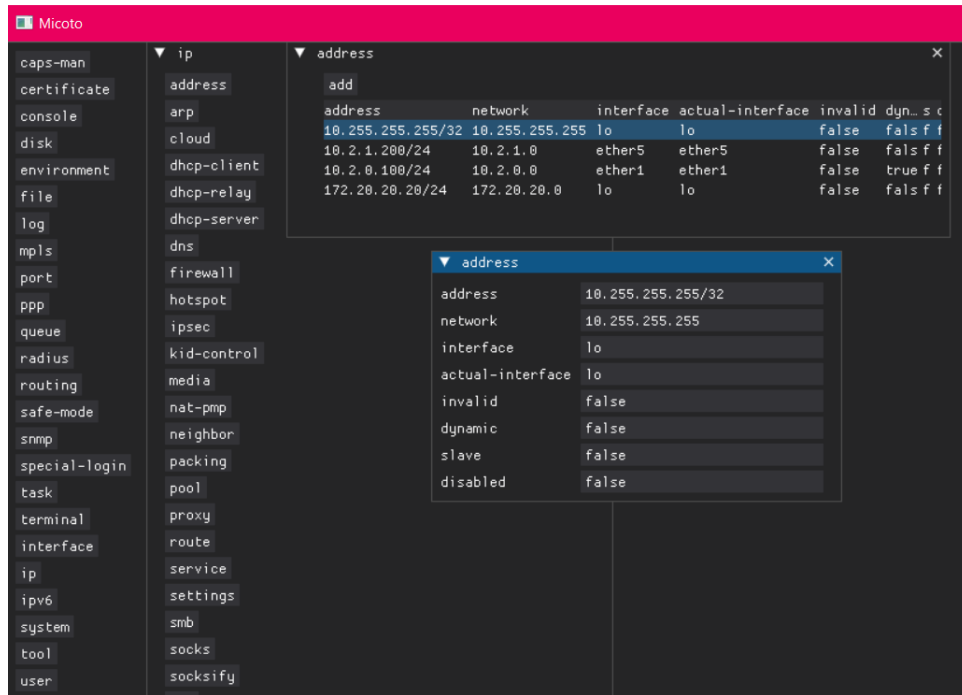 Micoto
caps-man
certificate
console
disk
environment
file
log
mpls
port
ppp
queue
radius
routing
safe-mode
snmp
special-login
task
terminal
interface
ip
ipv6
system
tool
user
ip
address
arp
cloud
dhcp-client
dhcp-relay
dhcp-server
dns
firewall
hotspot
ipsec
kid-control
media
nat-pmp
neighbor
packing
pool
proxy
route
service
settings
smb
socks
socksify
address
add
address network interface actual-interface invalid dyn… s d
10.255.255.255/32 10.255.255.255 lo lo false fals f f
10.2.1.200/24 10.2.1.0 ether5 ether5 false fals f f
10.2.0.100/24 10.2.0.0 ether1 ether1 false true f f
172.20.20.20/24 172.20.20.0 lo lo false fals f f
address
address 10.255.255.255/32
network 10.255.255.255
interface lo
actual-interface lo
invalid false
dynamic false
slave false
disabled false